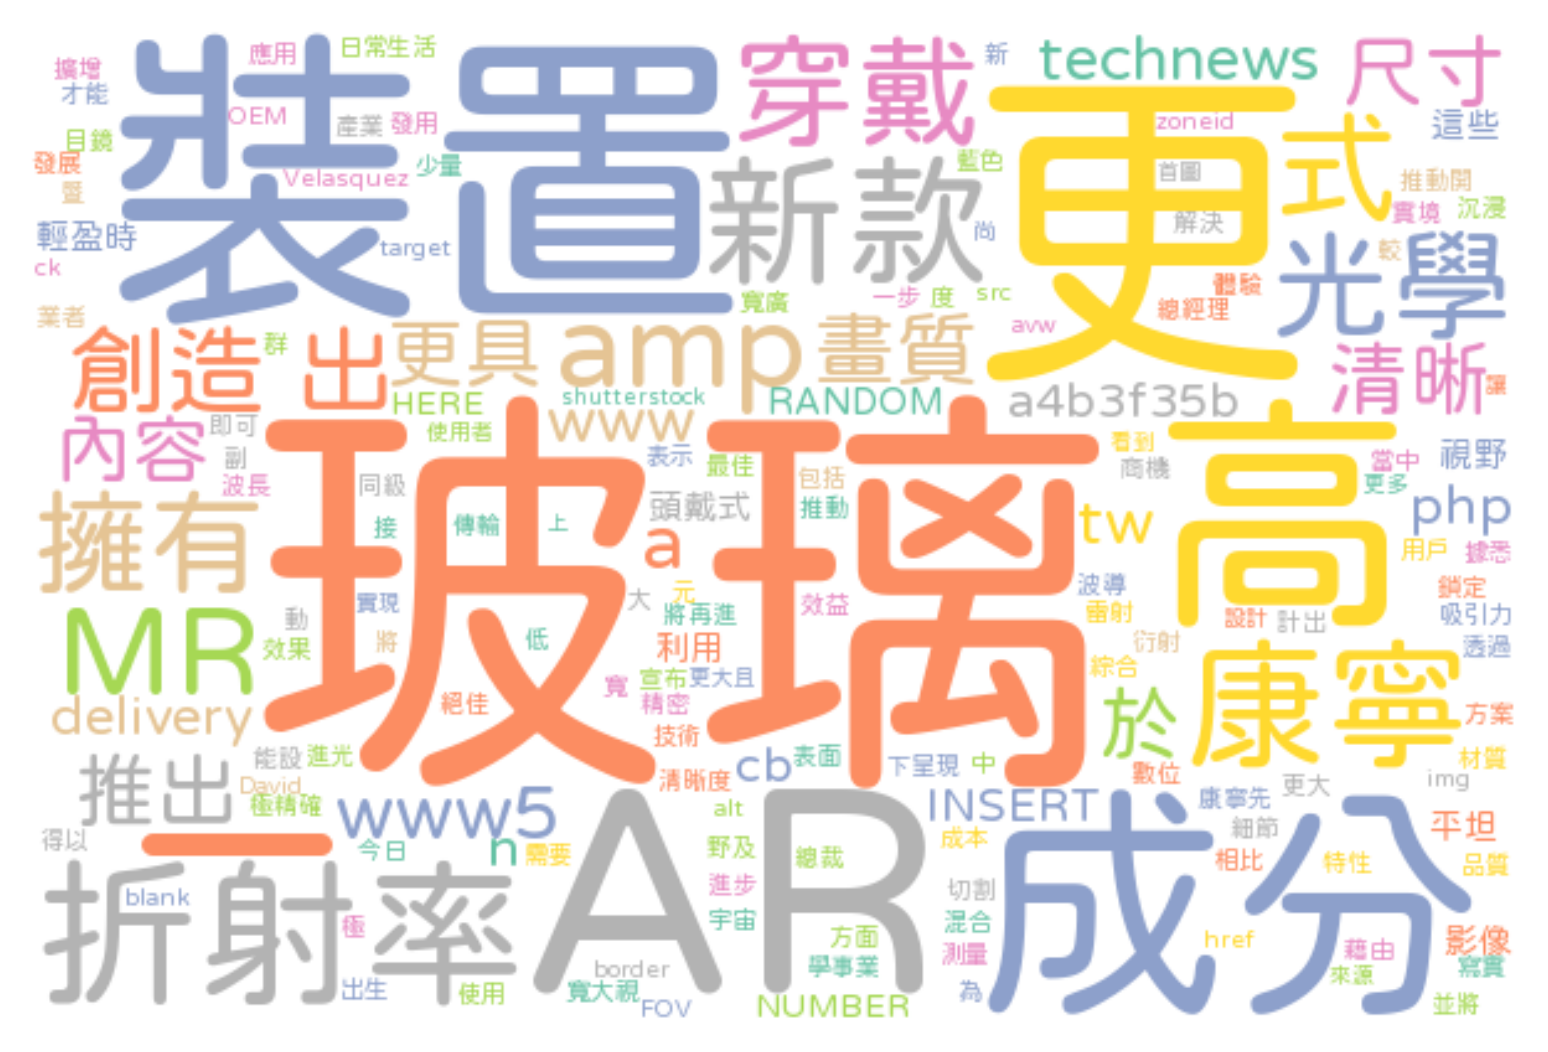 擴增 應用 日常生活 裝置 穿戴 新 technews 尺寸
才能 OEM 產業 發用 更 zoneid 式 這些
目鏡 發展 Velasquez 少量 新款 藍色 首圖 推動開
暨 解決 實境 沉浸
輕盈時 target 尚 光學 較
ck 寬廣 一步 度 src 體驗
業者 群 avw 總經理
創造 出 更具 amp 畫質 清晰 讓
HERE shutterstock RANDOM a4b3f35b
內容 即可 使用者 www 看到 高
副 玻璃 表示 最佳 包括 商機 當中 視野
波長 同級 頭戴式 推動 更多 php
擁有 接 傳輸 上 a tw 用戶 據悉
實現 大 元 效益 波導 鎖定
MR 動 將再進 雷射 設計 計出 吸引力
效果 將 低 利用 衍射 透過
寬 宣布 更大且 綜合 康寧
delivery 絕佳 精密 於 方案
技術
推出 能設 進光 清晰度 cb 表面 下呈現 中 數位 材質
David 更大 img
極精確 www5 alt INSERT 康寧先
得以 一 今日 n 需要 AR 野及 總裁 成本 成分 細節 平坦
折射率 進步 切割 相比 特性 品質
blank 極 宇宙 方面 混合 href 影像
border 學事業 測量 藉由 寫實
出生 使用 寬大視 FOV NUMBER 為 來源 並將